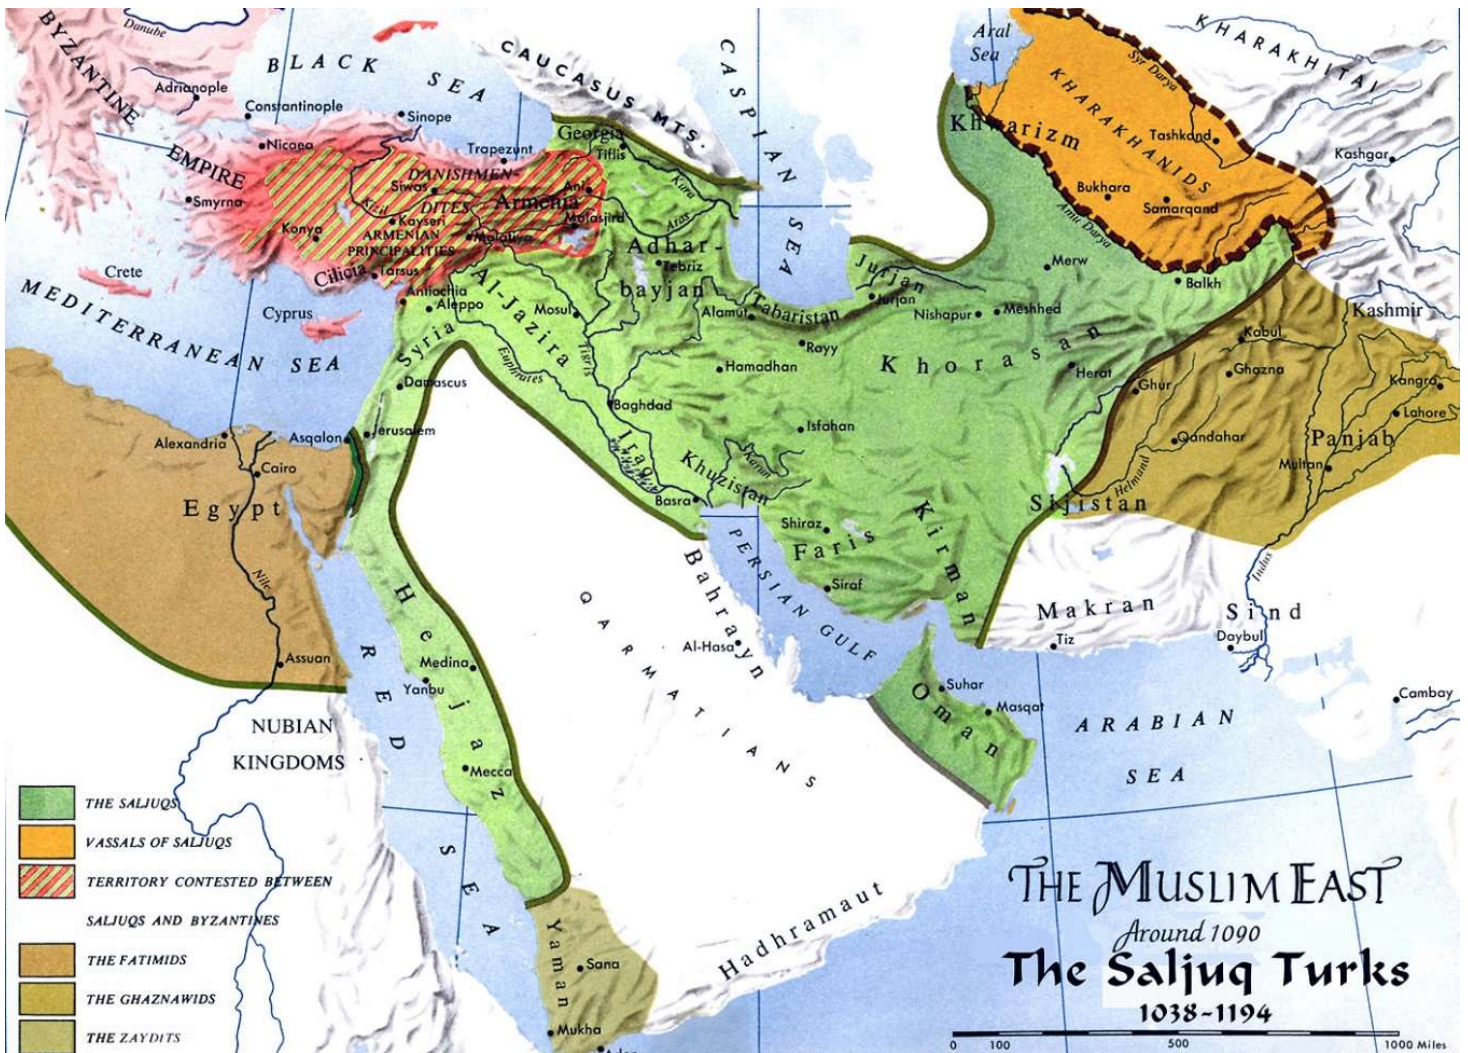 BYZANTINE
EMPIRE
Danube
BLACK SEA
CAUCASUS MTS.
CASPIAN SEA
Aral
Sea
Syr Darya
KHARAKHITAI
KHARAKHANIDS
Khwarizm
Tashkand
Kashgar
Bukhara
Samarqand
Amu Darya
Adrianople
Constantinople
Sinope
Nicaea
Trapezunt
Georgia
Tiflis
Kura
DANISHMEN-
DITES
Siwas
Ani
Armenia
Aras
Smyrna
Kizil
Kayseri
Malasjird
Konya
ARMENIAN
PRINCIPALITIES
Malatiya
Adhar-
bayjan
Tebriz
Cilicia
Tarsus
Crete
Antiochia
Aleppo
Al-Jazira
Mosul
Jurjan
Jurjan
Merw
Balkh
MEDITERRANEAN SEA
Cyprus
Syria
Tigris
Alamut
Tabaristan
Nishapur
Meshhed
Kashmir
Rayy
Khorasan
Kabul
Euphrates
Hamadhan
Herat
Ghazna
Damascus
Ghur
Kangra
Baghdad
Lahore
Isfahan
Alexandria
Asqalon
Jerusalem
Iraq
Qandahar
Panjab
Cairo
Khuzistan
Karun
Multan
Helmand
Egypt
Basra
Sijistan
Shiraz
Faris
Kirman
PERSIAN GULF
Siraf
Nile
Hejaz
Bahrayn
QARMATIANS
Makran
Sind
Indus
Tiz
Daybul
Al-Hasa
Assuan
RED SEA
Medina
Yanbu
Oman
Suhar
Masqat
Cambay
NUBIAN
KINGDOMS
ARABIAN
SEA
Mecca
THE SALJUQS
VASSALS OF SALJUQS
TERRITORY CONTESTED BETWEEN
SALJUQS AND BYZANTINES
THE FATIMIDS
THE GHAZNAWIDS
THE ZAYDITS
Yaman
Sana
Mukha
Hadhramaut
THE MUSLIM EAST
Around 1090
The Saljuq Turks
1038-1194
0 100 500 1000 Miles